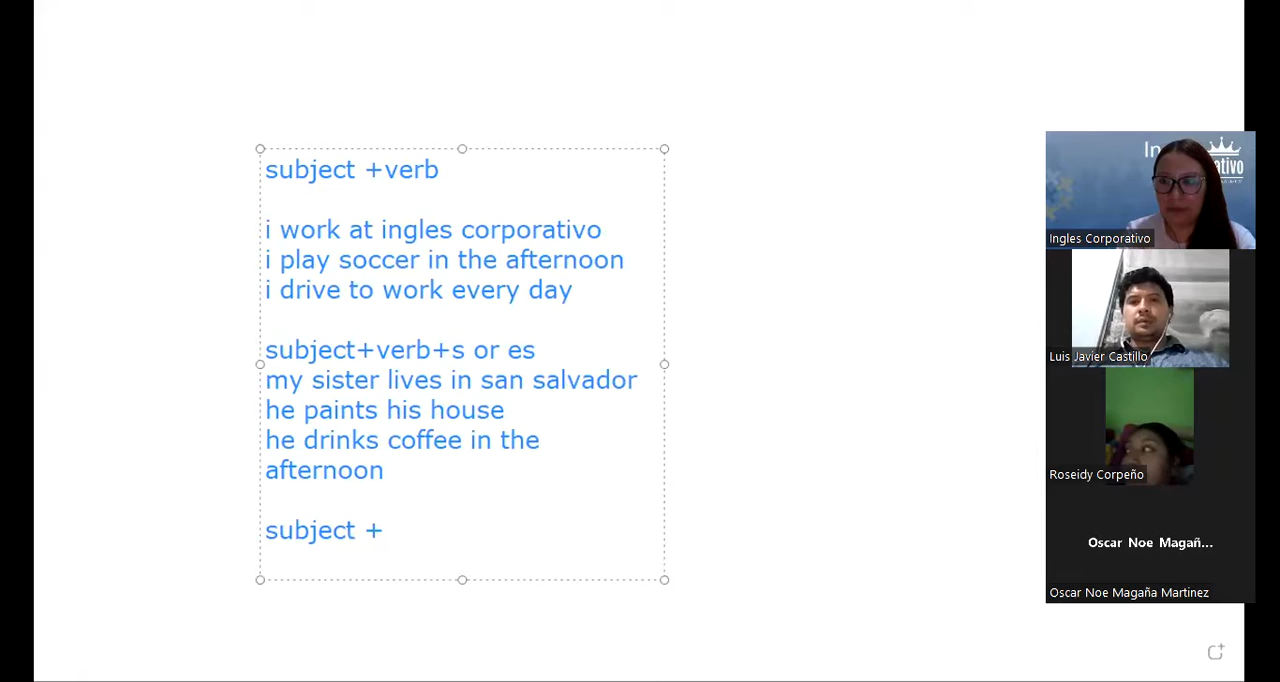 subject +verb
i work at ingles corporativo
i play soccer in the afternoon
i drive to work every day
subject+verb+s or es
my sister lives in san salvador
he paints his house
he drinks coffee in the
afternoon
subject +
In
tivo
Ingles Corporativo
Luis Javier Castillo
Roseidy Corpeño
Oscar Noe Magañ...
Oscar Noe Magaña Martinez